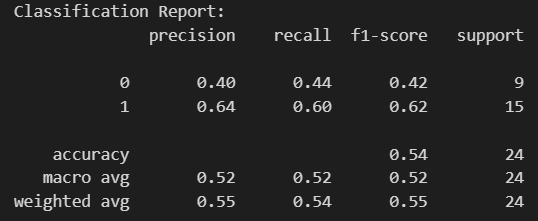 Classification Report:
precision recall f1-score support
0 0.40 0.44 0.42 9
1 0.64 0.60 0.62 15
accuracy 0.54 24
macro avg 0.52 0.52 0.52 24
weighted avg 0.55 0.54 0.55 24